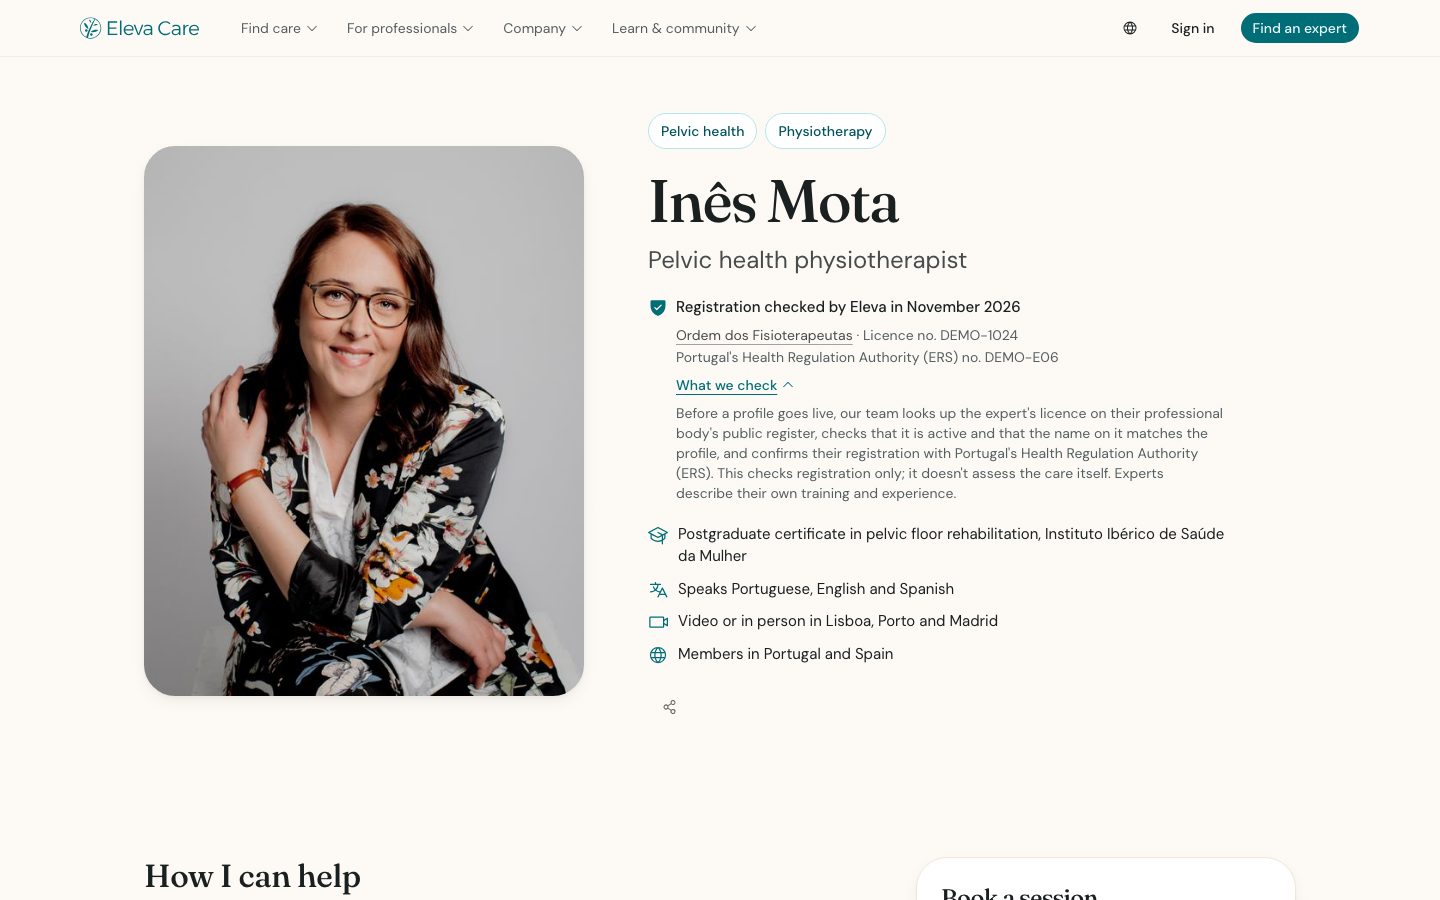 Eleva Care
Find care
For professionals
Company
Learn & community
Sign in
Find an expert
Pelvic health
Physiotherapy
Inês Mota
Pelvic health physiotherapist
Registration checked by Eleva in November 2026
Ordem dos Fisioterapeutas · Licence no. DEMO-1024
Portugal's Health Regulation Authority (ERS) no. DEMO-E06
What we check
Before a profile goes live, our team looks up the expert's licence on their professional
body's public register, checks that it is active and that the name on it matches the
profile, and confirms their registration with Portugal's Health Regulation Authority
(ERS). This checks registration only; it doesn't assess the care itself. Experts
describe their own training and experience.
Postgraduate certificate in pelvic floor rehabilitation, Instituto Ibérico de Saúde
da Mulher
Speaks Portuguese, English and Spanish
Video or in person in Lisboa, Porto and Madrid
Members in Portugal and Spain
How I can help
Book a session